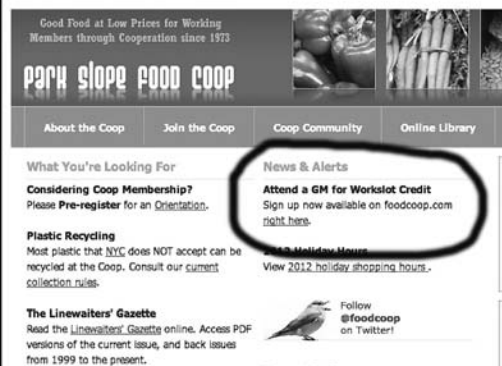 Good Food at Low Prices for Working
Members through Cooperation since 1973
PARK SLOPE FOOD COOP
About the Coop
Join the Coop
Coop Community
Online Library
What You're Looking For
Considering Coop Membership?
Please Pre-register for an Orientation.
Plastic Recycling
Most plastic that NYC does NOT accept can be
recycled at the Coop. Consult our current
collection rules.
The Linewaiters' Gazette
Read the Linewaiters' Gazette online. Access PDF
versions of the current issue, and back issues
from 1999 to the present.
News & Alerts
Attend a GM for Workslot Credit
Sign up now available on foodcoop.com
right here.
2012 Holiday Hours
View 2012 holiday shopping hours .
Follow
@foodcoop
on Twitter!